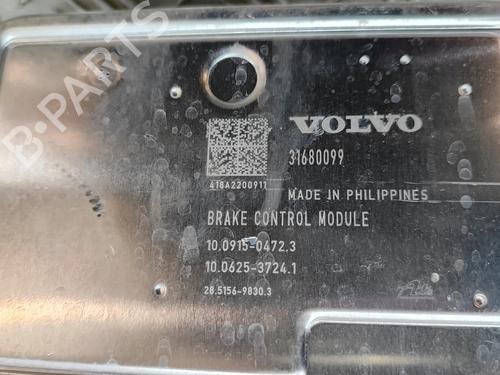 B-PARTS
VOLVO
31680099
418A2200911
MADE IN PHILIPPINES
BRAKE CONTROL MODULE
10.0915-0472.3
10.0625-3724.1
28.5156-9830.3